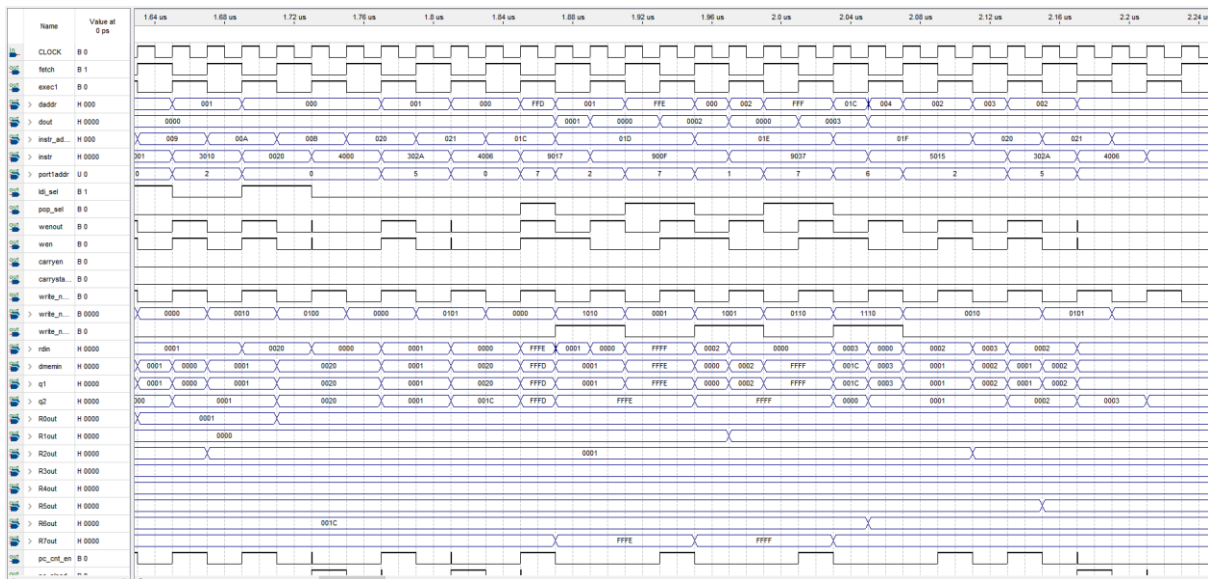 Name Value at 0 ps 1.64 us 1.68 us 1.72 us 1.76 us 1.8 us 1.84 us 1.88 us 1.92 us 1.96 us 2.0 us 2.04 us 2.08 us 2.12 us 2.16 us 2.2 us 2.24 us
CLOCK B 0
fetch B 1
exec1 B 0
daddr H 000 001 000 001 000 FFD 001 FFE 000 002 FFF 01C 004 002 003 002
dout H 0000 0000 0001 0000 0002 0000 0003
instr_ad... H 000 009 00A 00B 020 021 01C 01D 01E 01F 020 021
instr H 0000 001 3010 0020 4000 302A 4006 9017 900F 9037 5015 302A 4006
port1addr U 0 0 2 0 5 0 7 2 7 1 7 6 2 5
ldi_sel B 1
pop_sel B 0
wenout B 0
wen B 0
carryen B 0
carrysta... B 0
write_n... B 0
write_n... B 0000 0000 0010 0100 0000 0101 0000 1010 0001 1001 0110 1110 0010 0101
write_n... B 0
rdin H 0000 0001 0020 0000 0001 0000 FFFE 0001 0000 FFFF 0002 0000 0003 0000 0002 0003 0002
dmemin H 0000 0001 0000 0001 0020 0001 0020 FFFD 0001 FFFE 0000 0002 FFFF 001C 0003 0001 0002 0001 0002
q1 H 0000 0001 0000 0001 0020 0001 0020 FFFD 0001 FFFE 0000 0002 FFFF 001C 0003 0001 0002 0001 0002
q2 H 0000 000 0001 0020 0001 001C FFFD FFFE FFFF 0000 0001 0002 0003
R0out H 0000 0001
R1out H 0000 0000
R2out H 0000 0001
R3out H 0000
R4out H 0000
R5out H 0000
R6out H 0000 001C
R7out H 0000 FFFE FFFF
pc_cnt_en B 0